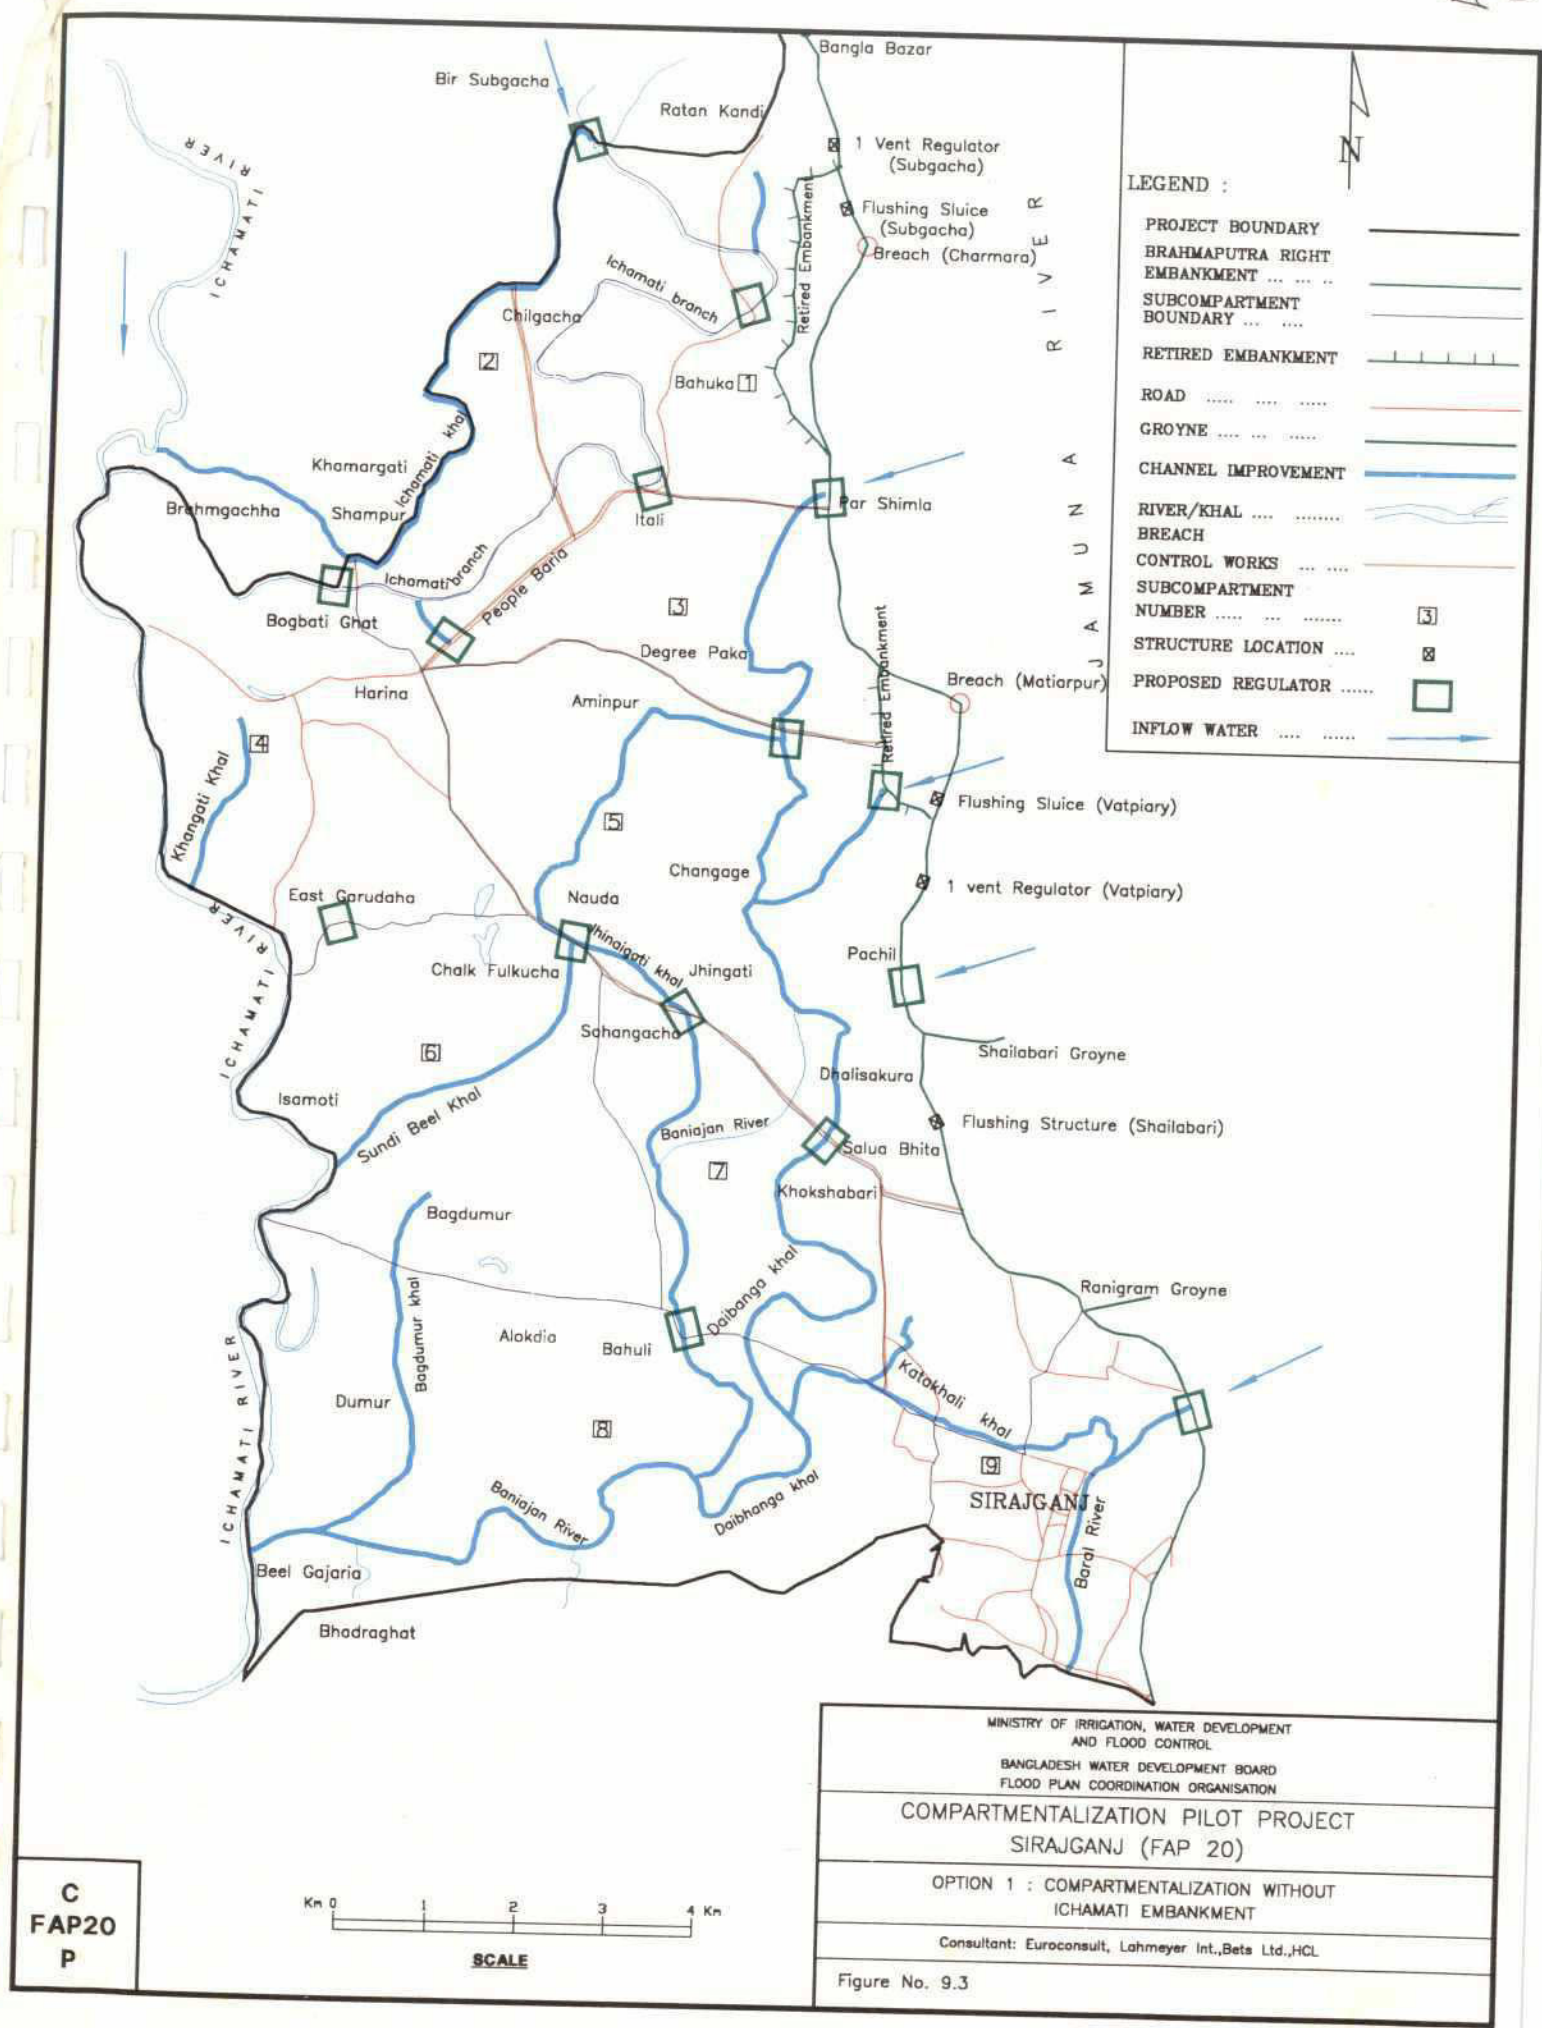 Bangla Bazar
Bir Subgacha
Ratan Kandi
1 Vent Regulator
(Subgacha)
Flushing Sluice
(Subgacha)
Breach (Charmara)
Retired Embankment
ICHAMATI RIVER
JAMUNA RIVER
Ichamati branch
Chilgacha
2
Bahuka 1
Ichamati khal
Khamargati
Brahmgachha
Shampur
Par Shimla
Itali
Ichamati branch
People Baria
3
Bogbati Ghat
Degree Paka
Harina
Aminpur
Retired Embankment
Breach (Matiarpur)
4
Khangati Khal
Flushing Sluice (Vatpiary)
5
Changage
1 vent Regulator (Vatpiary)
East Garudaha
Nauda
ICHAMATI RIVER
Jhinaigati khal
Chalk Fulkucha
Jhingati
Pachil
Sahangacha
Shailabari Groyne
6
Dhalisakura
Isamoti
Sundi Beel Khal
Baniajan River
Flushing Structure (Shailabari)
Salua Bhita
7
Khokshabari
Bagdumur
Daibanga khal
Bagdumur khal
Ranigram Groyne
Alokdia
Bahuli
ICHAMATI RIVER
Katakhali khal
Dumur
8
9
SIRAJGANJ
Baniajan River
Daibhanga khal
Baral River
Beel Gajaria
Bhadraghat
N
LEGEND :
PROJECT BOUNDARY
BRAHMAPUTRA RIGHT
EMBANKMENT ... ... ..
SUBCOMPARTMENT
BOUNDARY ... ....
RETIRED EMBANKMENT
ROAD ..... .... .....
GROYNE .... ... .....
CHANNEL IMPROVEMENT
RIVER/KHAL .... ........
BREACH
CONTROL WORKS ... ....
SUBCOMPARTMENT
NUMBER ..... ... ....... 3
STRUCTURE LOCATION ....
PROPOSED REGULATOR ......
INFLOW WATER .... ......
MINISTRY OF IRRIGATION, WATER DEVELOPMENT
AND FLOOD CONTROL
BANGLADESH WATER DEVELOPMENT BOARD
FLOOD PLAN COORDINATION ORGANISATION
COMPARTMENTALIZATION PILOT PROJECT
SIRAJGANJ (FAP 20)
OPTION 1 : COMPARTMENTALIZATION WITHOUT
ICHAMATI EMBANKMENT
Consultant: Euroconsult, Lahmeyer Int.,Bets Ltd.,HCL
Figure No. 9.3
C
FAP20
P
Km 0 1 2 3 4 Km
SCALE